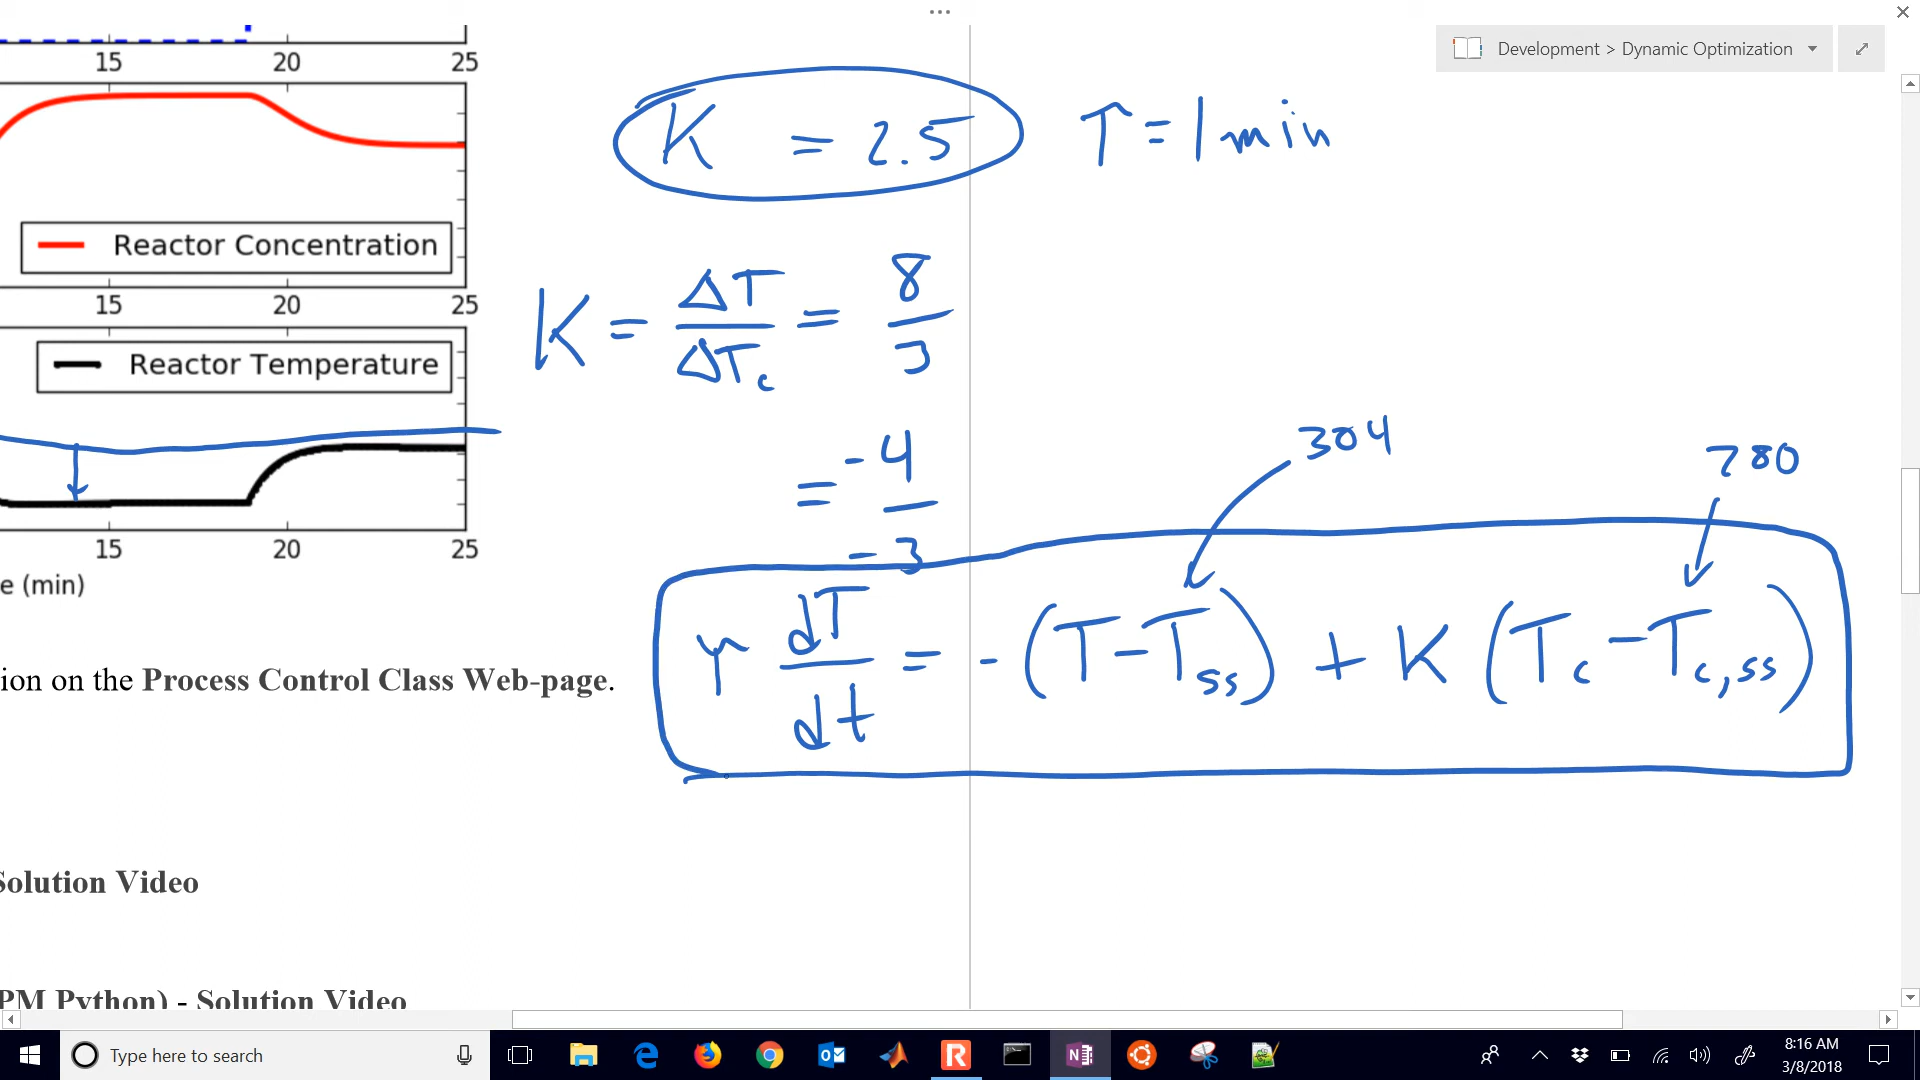 Development > Dynamic Optimization
15 20 25
K = 2.5
τ = 1 min
Reactor Concentration
15 20 25
K = ΔT / ΔTc = 8 / 3
Reactor Temperature
= -4 / -3
304
780
15 20 25
e (min)
τ dT/dt = - (T - Tss) + K (Tc - Tc,ss)
ion on the Process Control Class Web-page.
Solution Video
PM Python) - Solution Video
Type here to search
8:16 AM
3/8/2018